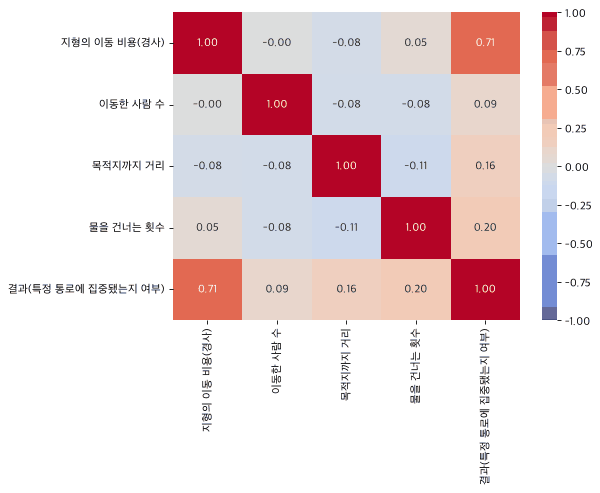 지형의 이동 비용(경사)
1.00 -0.00 -0.08 0.05 0.71
이동한 사람 수
-0.00 1.00 -0.08 -0.08 0.09
목적지까지 거리
-0.08 -0.08 1.00 -0.11 0.16
물을 건너는 횟수
0.05 -0.08 -0.11 1.00 0.20
결과(특정 통로에 집중됐는지 여부)
0.71 0.09 0.16 0.20 1.00
지형의 이동 비용(경사)
이동한 사람 수
목적지까지 거리
물을 건너는 횟수
결과(특정 통로에 집중됐는지 여부)
1.00
0.75
0.50
0.25
0.00
-0.25
-0.50
-0.75
-1.00